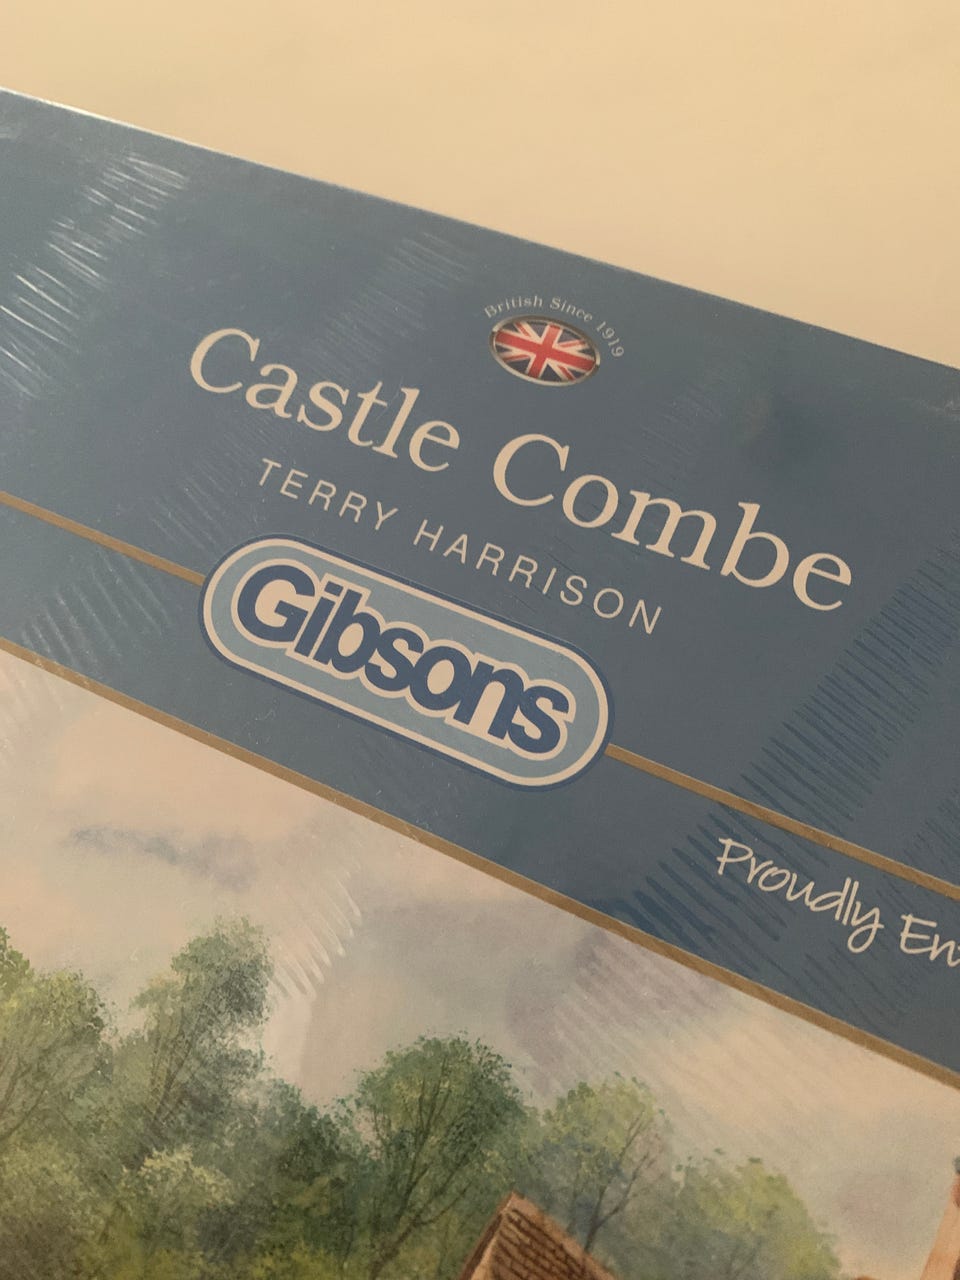 British Since 1919
Castle Combe
TERRY HARRISON
Gibsons
Proudly